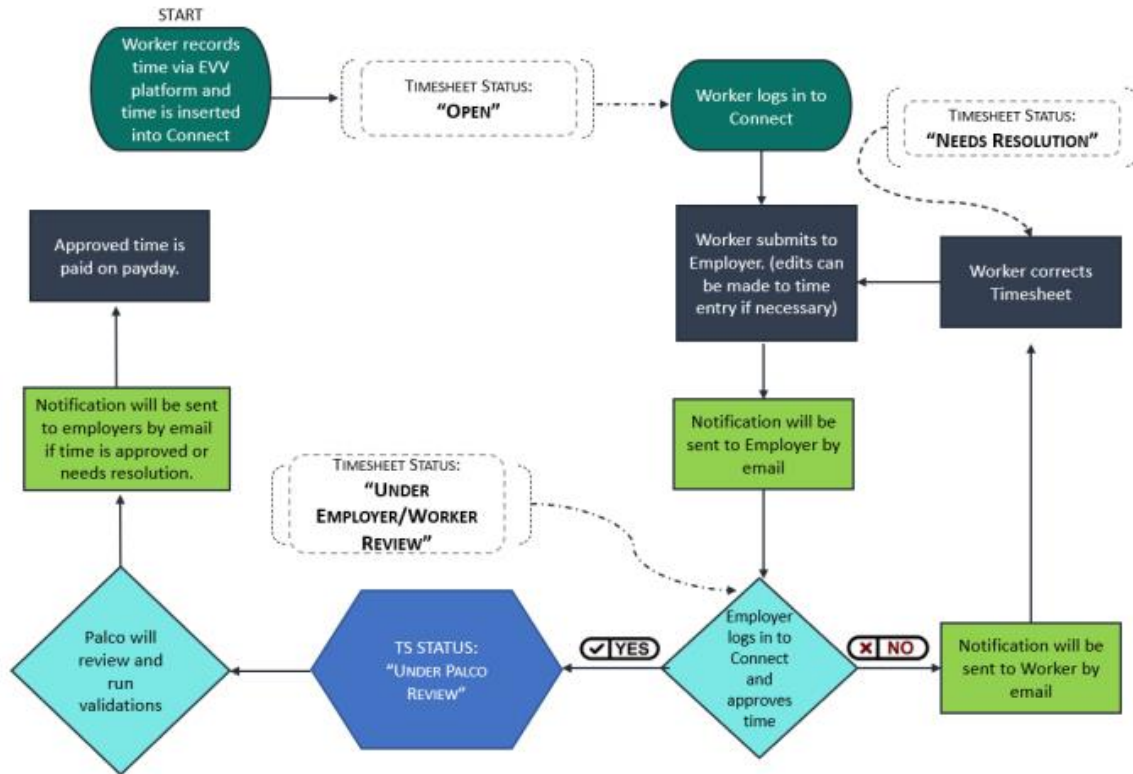 START
Worker records
time via EVV
platform and
time is inserted
into Connect
TIMESHEET STATUS:
“OPEN”
Worker logs in to
Connect
TIMESHEET STATUS:
“NEEDS RESOLUTION”
Approved time is
paid on payday.
Worker submits to
Employer. (edits can
be made to time
entry if necessary)
Worker corrects
Timesheet
Notification will be sent
to employers by email
if time is approved or
needs resolution.
Notification will be
sent to Employer by
email
TIMESHEET STATUS:
“UNDER
EMPLOYER/WORKER
REVIEW”
Palco will
review and
run
validations
TS STATUS:
“UNDER PALCO
REVIEW”
YES
Employer
logs in to
Connect
and
approves
time
NO
Notification will be
sent to Worker by
email